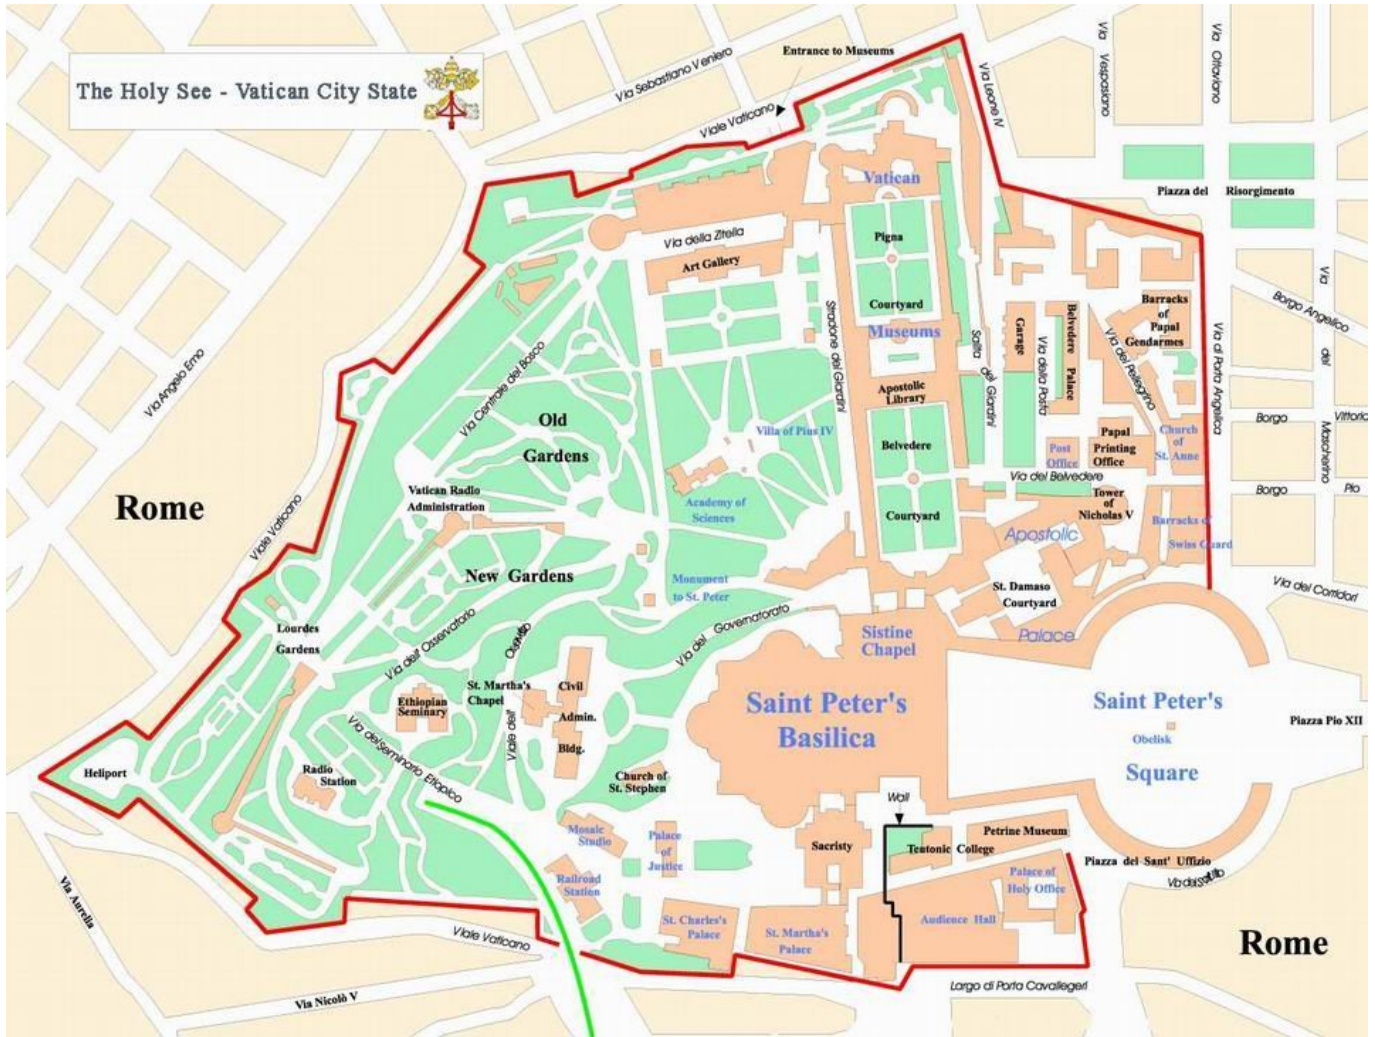 The Holy See - Vatican City State
Entrance to Museums
Via Sebastiano Veniero
Viale Vaticano
Via Leone IV
Via Vespasiano
Via Ottaviano
Piazza del Risorgimento
Vatican
Via della Zitella
Art Gallery
Pigna
Courtyard
Museums
Stradone dei Giardini
Salita dei Giardini
Garage
Via della Posta
Belvedere Palace
Via del Pellegrino
Barracks
of
Papal
Gendarmes
Via di Porta Angelica
Borgo Angelico
Via del Mascherino
Borgo Vittorio
Borgo Pio
Via Angelo Emo
Via Centrale del Bosco
Old
Gardens
Villa of Pius IV
Apostolic
Library
Belvedere
Courtyard
Post
Office
Papal
Printing
Office
Church
of
St. Anne
Via del Belvedere
Tower
of
Nicholas V
Barracks of
Swiss Guard
Rome
Viale Vaticano
Vatican Radio
Administration
Academy of
Sciences
Apostolic
Palace
New Gardens
Monument
to St. Peter
St. Damaso
Courtyard
Via dei Corridori
Lourdes
Gardens
Via dell' Osservatorio
Via del Governatorato
Sistine
Chapel
Ethiopian
Seminary
St. Martha's
Chapel
Viale dell'
Civil
Admin.
Bldg.
Saint Peter's
Basilica
Saint Peter's
Obelisk
Square
Piazza Pio XII
Heliport
Radio
Station
Via del Seminario Etiopico
Church of
St. Stephen
Mosaic
Studio
Palace
of
Justice
Railroad
Station
Sacristy
Wall
Teutonic College
Petrine Museum
Piazza del Sant' Uffizio
Palace of
Holy Office
Audience Hall
St. Charles's
Palace
St. Martha's
Palace
Via Aurelia
Viale Vaticano
Via Nicolò V
Largo di Porta Cavallegeri
Rome